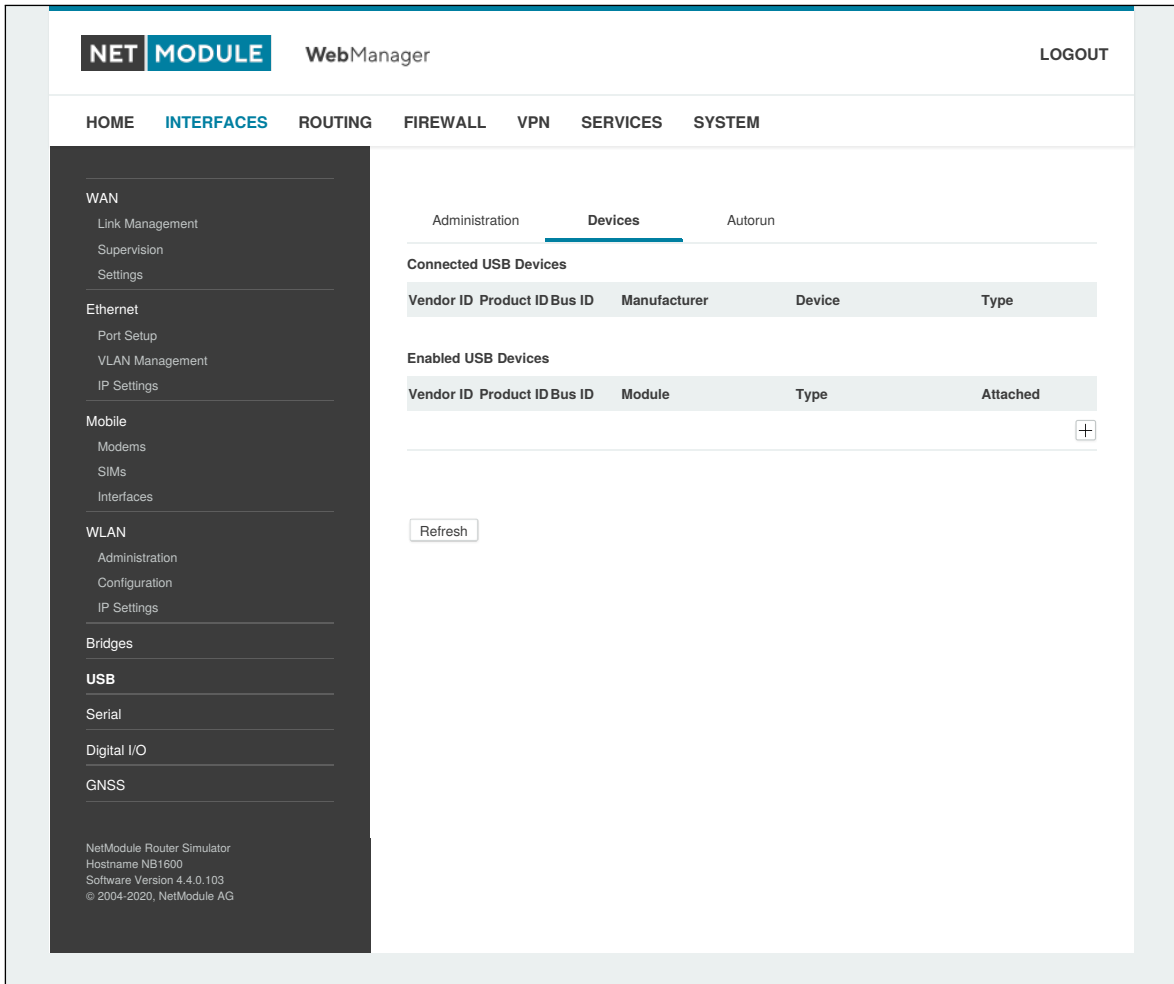 NET MODULE WebManager LOGOUT
HOME INTERFACES ROUTING FIREWALL VPN SERVICES SYSTEM
WAN
Link Management
Supervision
Settings
Ethernet
Port Setup
VLAN Management
IP Settings
Mobile
Modems
SIMs
Interfaces
WLAN
Administration
Configuration
IP Settings
Bridges
USB
Serial
Digital I/O
GNSS
NetModule Router Simulator
Hostname NB1600
Software Version 4.4.0.103
© 2004-2020, NetModule AG
Administration Devices Autorun
Connected USB Devices
Vendor ID Product ID Bus ID Manufacturer Device Type
Enabled USB Devices
Vendor ID Product ID Bus ID Module Type Attached
Refresh